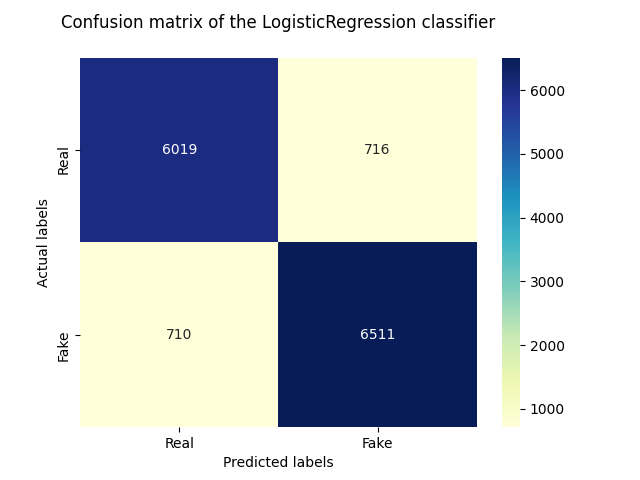 Confusion matrix of the LogisticRegression classifier
Actual labels
Real
6019
716
Fake
710
6511
Real
Fake
Predicted labels
6000
5000
4000
3000
2000
1000